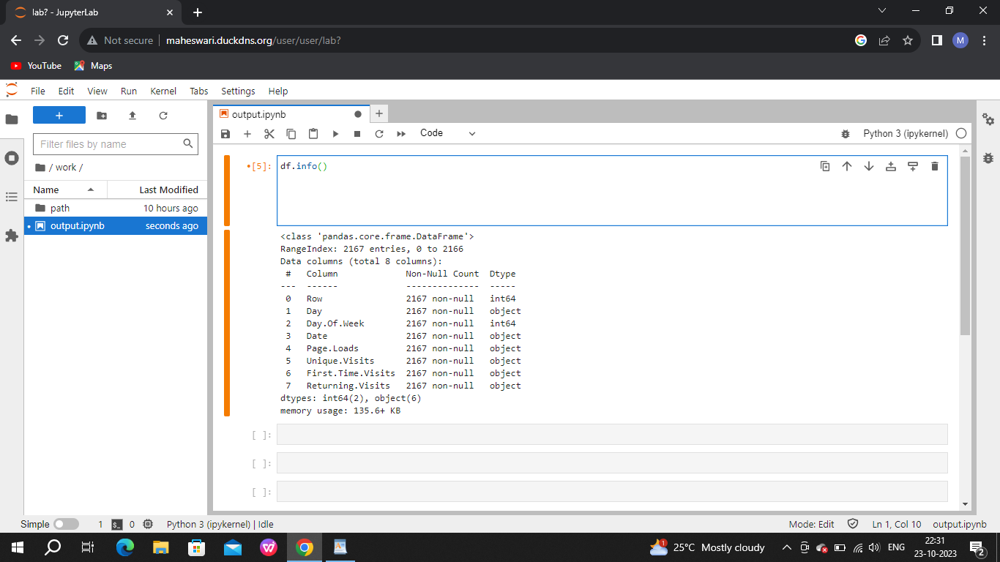 lab? - JupyterLab
Not secure maheswari.duckdns.org/user/user/lab?
M
YouTube Maps
File Edit View Run Kernel Tabs Settings Help
output.ipynb
Code
Python 3 (ipykernel)
Filter files by name
/ work /
Name Last Modified
path 10 hours ago
output.ipynb seconds ago
[5]: df.info()
<class 'pandas.core.frame.DataFrame'>
RangeIndex: 2167 entries, 0 to 2166
Data columns (total 8 columns):
# Column Non-Null Count Dtype
--- ------ -------------- -----
0 Row 2167 non-null int64
1 Day 2167 non-null object
2 Day.Of.Week 2167 non-null int64
3 Date 2167 non-null object
4 Page.Loads 2167 non-null object
5 Unique.Visits 2167 non-null object
6 First.Time.Visits 2167 non-null object
7 Returning.Visits 2167 non-null object
dtypes: int64(2), object(6)
memory usage: 135.6+ KB
[ ]:
[ ]:
[ ]:
Simple 1 $_ 0 Python 3 (ipykernel) | Idle
Mode: Edit Ln 1, Col 10 output.ipynb
1 25°C Mostly cloudy ENG
22:31
23-10-2023
2